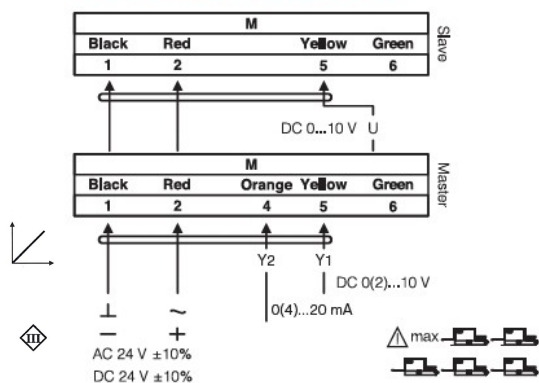 M
Black Red Yellow Green
1 2 5 6
Slave
DC 0...10 V U
M
Black Red Orange Yellow Green
1 2 4 5 6
Master
Y2 Y1
DC 0(2)...10 V
0(4)...20 mA
⊥ ~
– +
III
AC 24 V ±10%
DC 24 V ±10%
max